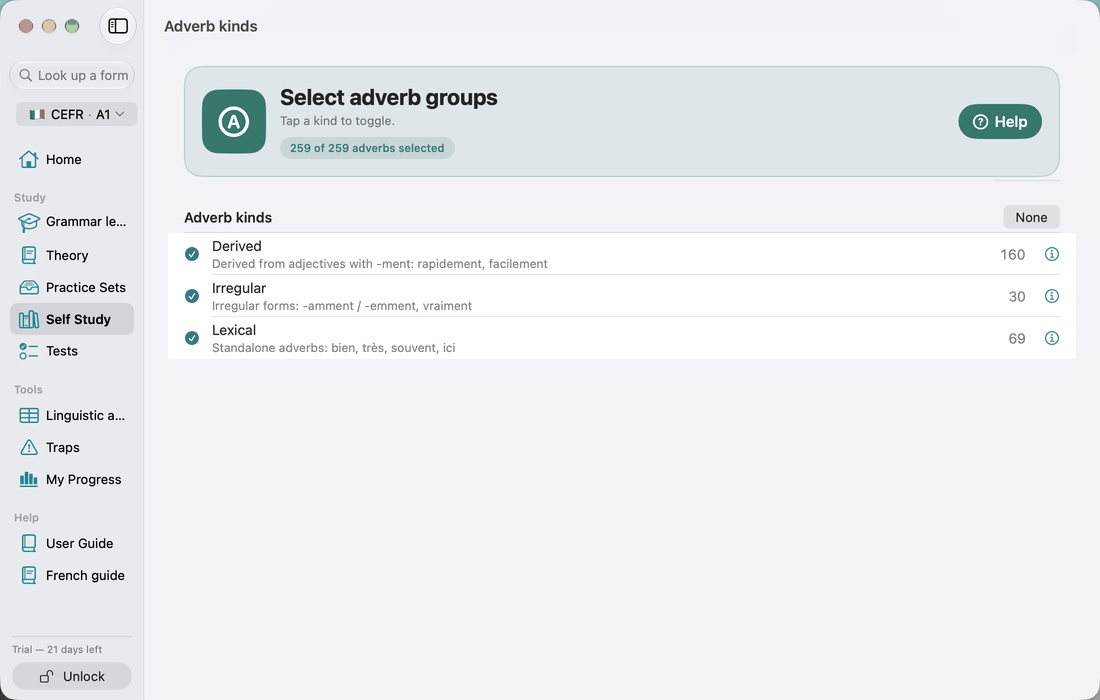 Look up a form
CEFR · A1
Home
Study
Grammar le...
Theory
Practice Sets
Self Study
Tests
Tools
Linguistic a...
Traps
My Progress
Help
User Guide
French guide
Trial — 21 days left
Unlock
Adverb kinds
A
Select adverb groups
Tap a kind to toggle.
259 of 259 adverbs selected
Help
Adverb kinds
None
Derived
Derived from adjectives with -ment: rapidement, facilement
160
Irregular
Irregular forms: -amment / -emment, vraiment
30
Lexical
Standalone adverbs: bien, très, souvent, ici
69